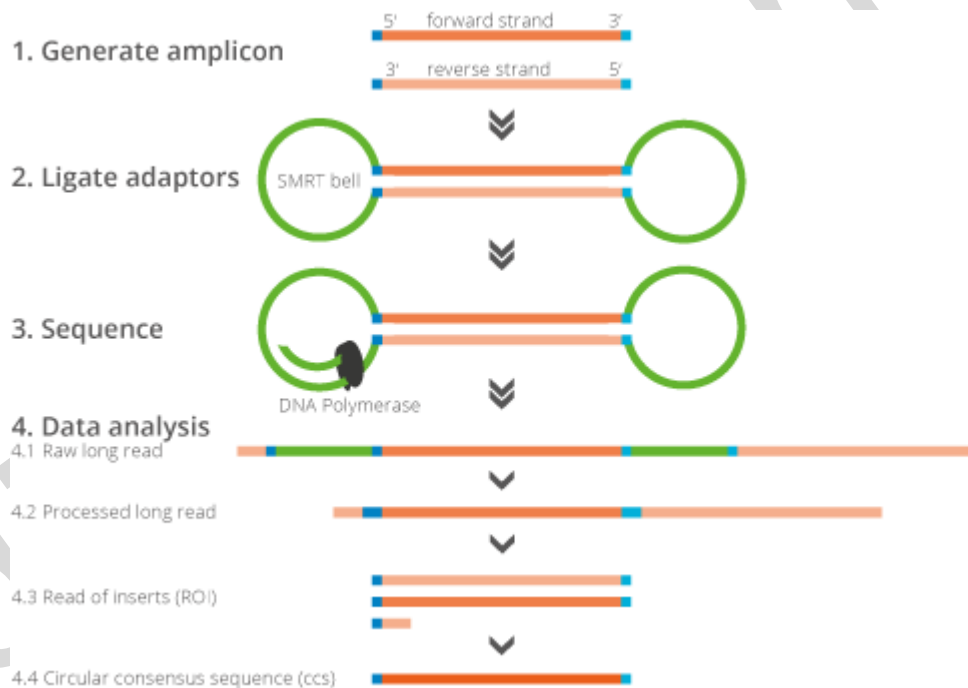 1. Generate amplicon
5' forward strand 3'
3' reverse strand 5'
2. Ligate adaptors
SMRT bell
3. Sequence
DNA Polymerase
4. Data analysis
4.1 Raw long read
4.2 Processed long read
4.3 Read of inserts (ROI)
4.4 Circular consensus sequence (ccs)